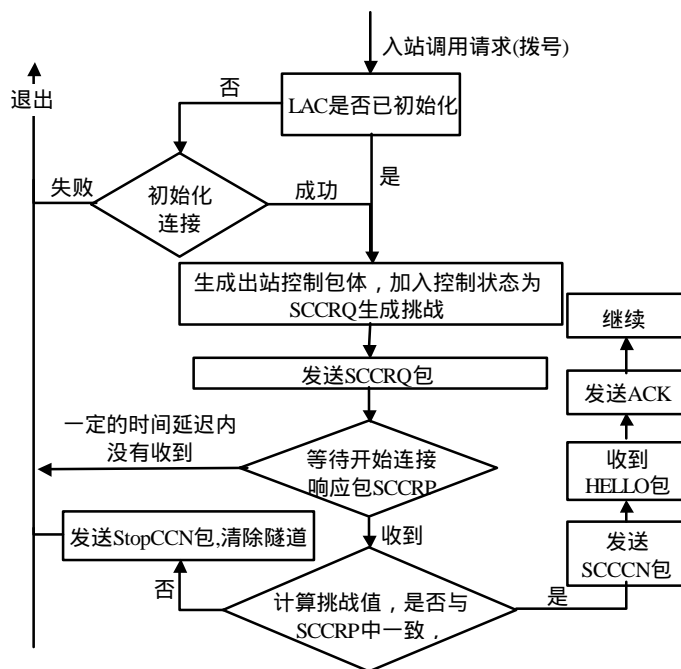 入站调用请求(拨号)
退出
否
LAC是否已初始化
失败
初始化
连接
成功
是
生成出站控制包体，加入控制状态为
SCCRQ生成挑战
继续
发送SCCRQ包
发送ACK
一定的时间延迟内
没有收到
等待开始连接
响应包SCCRP
收到
HELLO包
发送StopCCN包,清除隧道
收到
发送
SCCCN包
否
计算挑战值，是否与
SCCRP中一致，
是